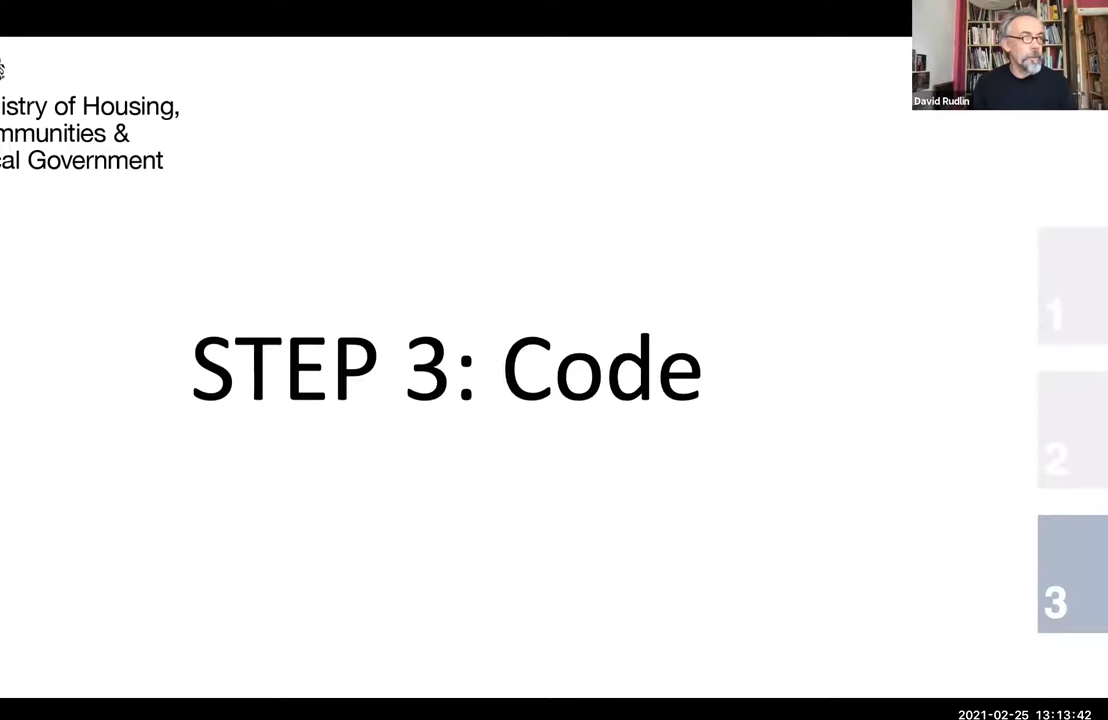 David Rudlin
istry of Housing,
mmunities &
cal Government
STEP 3: Code
1
2
3
2021-02-25 13:13:42